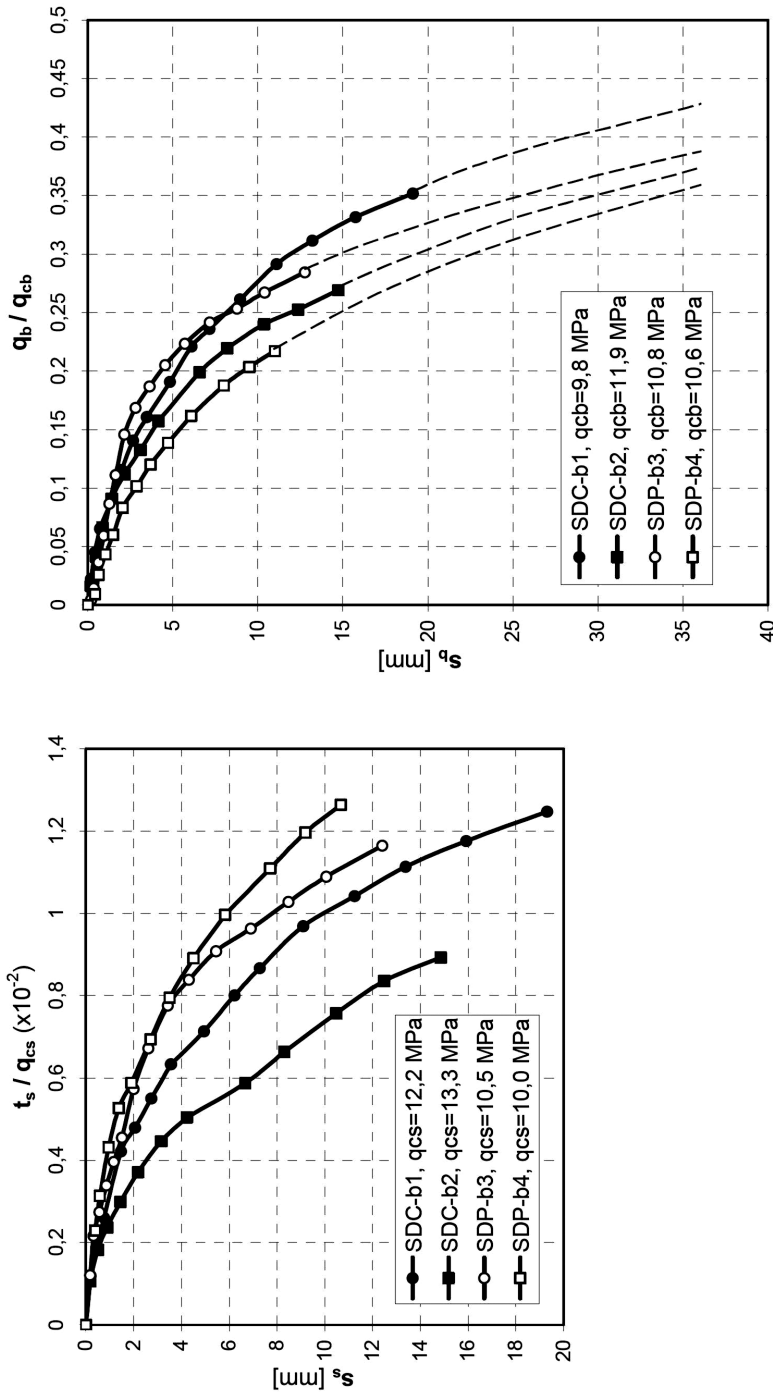 t_s / q_cs (x10^-2)
0 0,2 0,4 0,6 0,8 1 1,2 1,4
0
2
4
6
8
10
12
14
16
18
20
s_s [mm]
SDC-b1, qcs=12,2 MPa
SDC-b2, qcs=13,3 MPa
SDP-b3, qcs=10,5 MPa
SDP-b4, qcs=10,0 MPa
q_b / q_cb
0 0,05 0,1 0,15 0,2 0,25 0,3 0,35 0,4 0,45 0,5
0
5
10
15
20
25
30
35
40
s_b [mm]
SDC-b1, qcb=9,8 MPa
SDC-b2, qcb=11,9 MPa
SDP-b3, qcb=10,8 MPa
SDP-b4, qcb=10,6 MPa